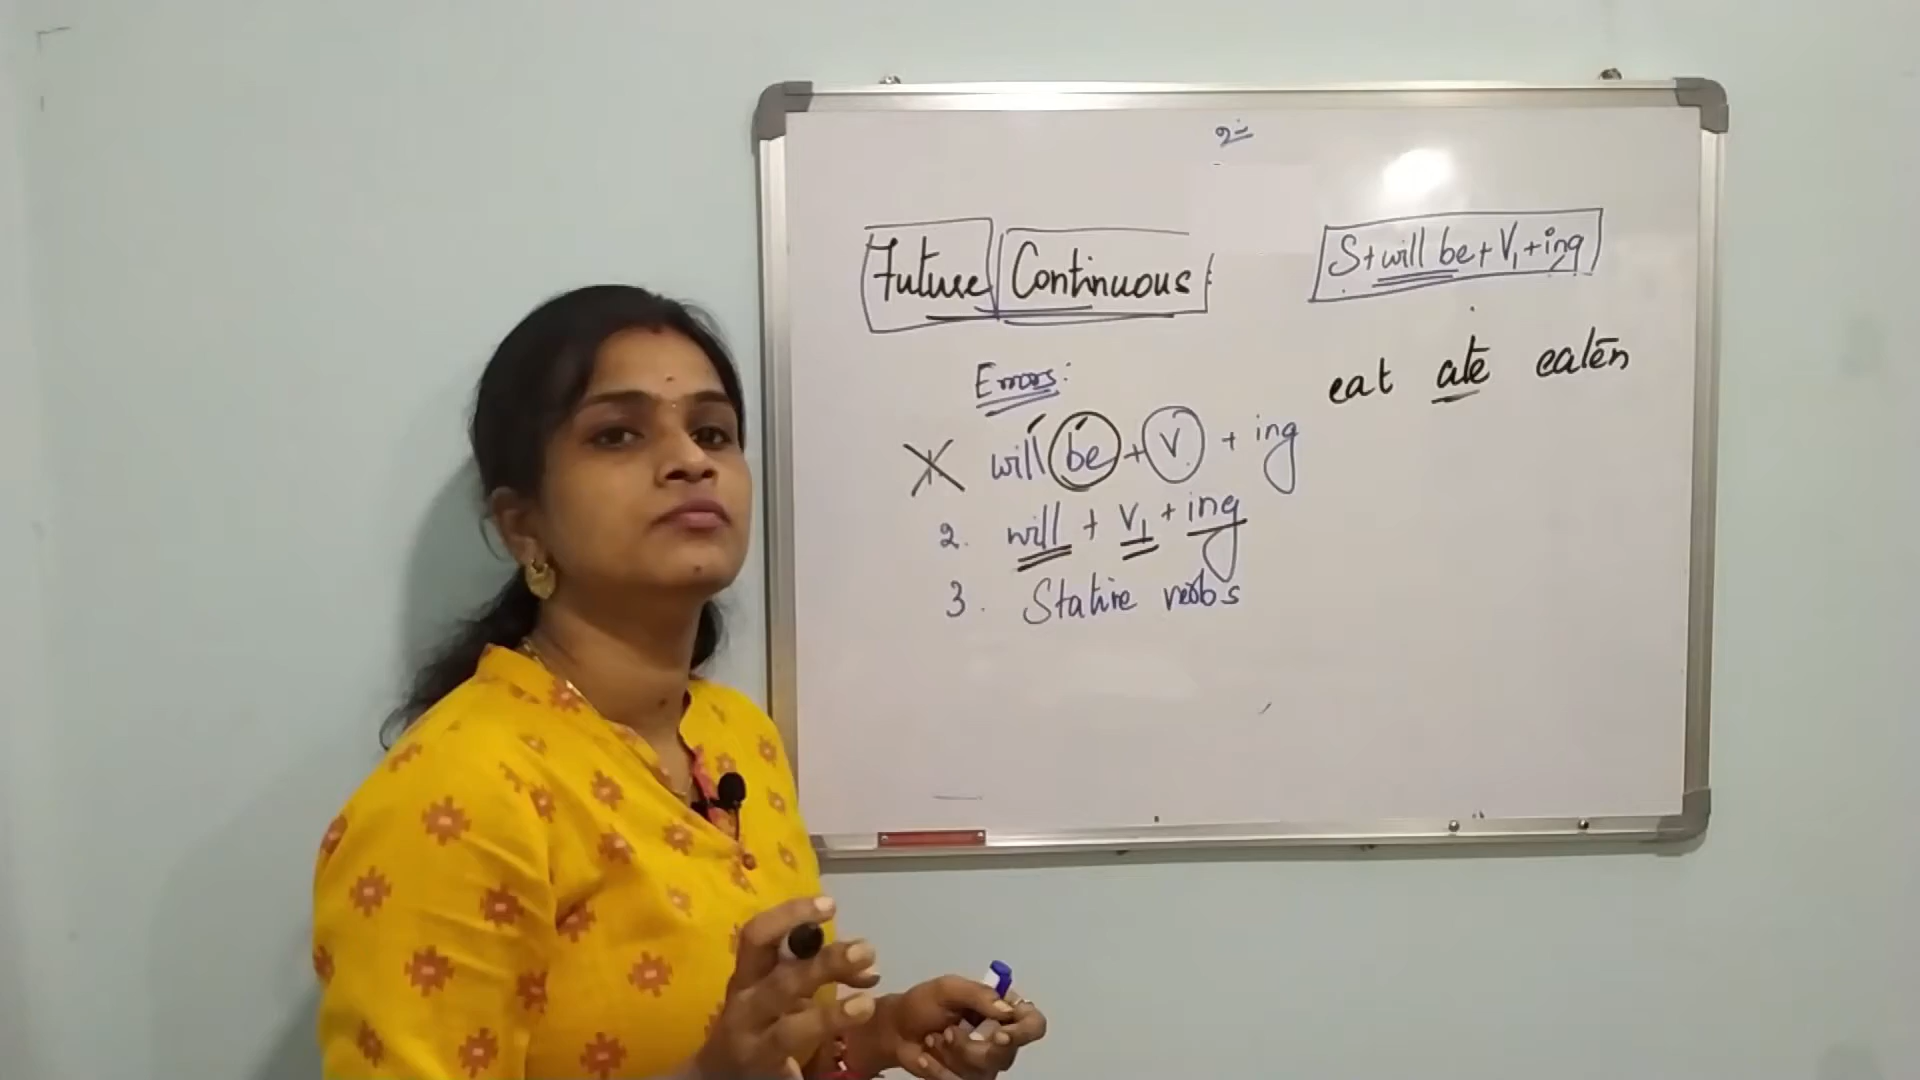 Future Continuous
S+will be+V₁+ing
eat ate eaten
Errors:
will be + V + ing
2. will + V₁ + ing
3. Stative verbs